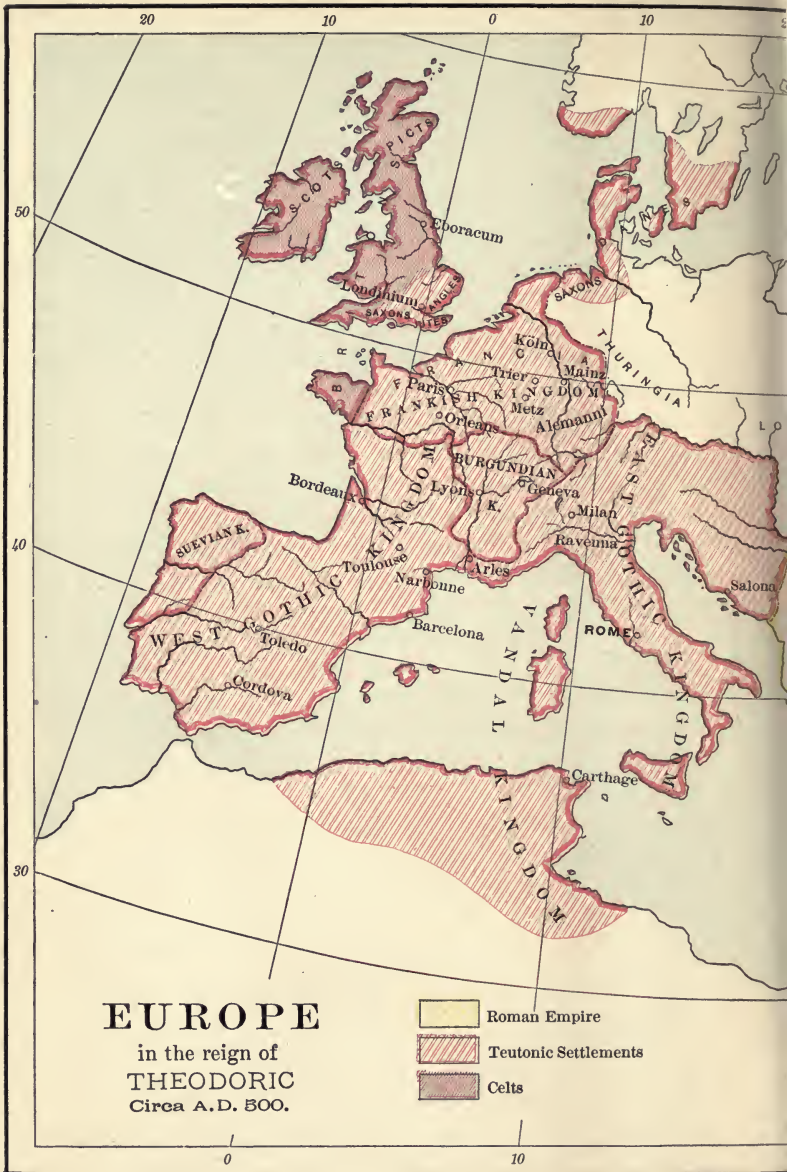 20
10
0
10
50
40
30
0
10
PICTS
S
SCOTS
Eboracum
Londinium
ANGLES
SAXONS
JUTES
B R I T
DANES
SAXONS
THURINGIA
LO
FRANCIA
Köln
Mainz
Trier
Paris
FRANKISH KINGDOM
Metz
Orleans
Alemanni
BURGUNDIAN
K.
Geneva
Lyons
Bordeaux
Milan
Ravenna
EAST GOTHIC KINGDOM
Salona
SUEVIAN K.
Toulouse
Narbonne
Arles
WEST GOTHIC KINGDOM
Toledo
Barcelona
Cordova
ROME
VANDAL KINGDOM
Carthage
EUROPE
in the reign of
THEODORIC
Circa A.D. 500.
Roman Empire
Teutonic Settlements
Celts